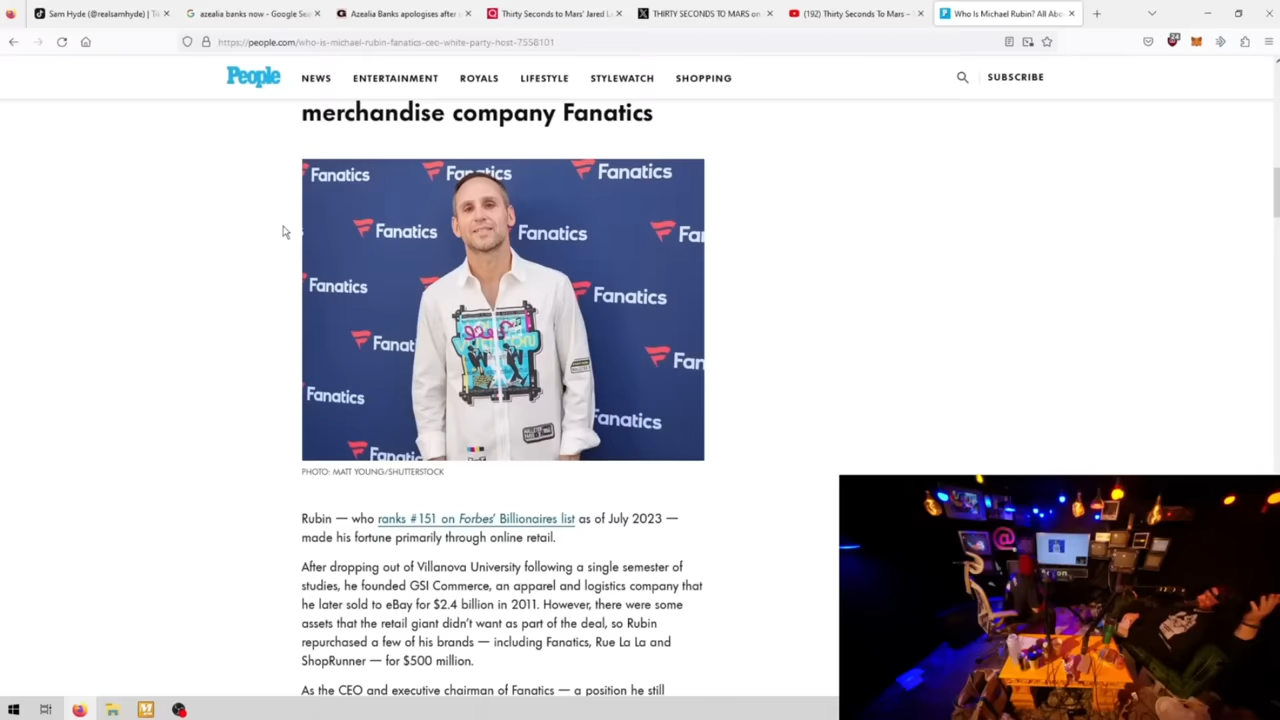 Sam Hyde (@realsamhyde) | Ti
azealia banks now - Google Se
Azealia Banks apologises after
Thirty Seconds to Mars' Jared L
THIRTY SECONDS TO MARS on
(192) Thirty Seconds To Mars –
Who Is Michael Rubin? All Abo
https://people.com/who-is-michael-rubin-fanatics-ceo-white-party-host-7558101
People
NEWS
ENTERTAINMENT
ROYALS
LIFESTYLE
STYLEWATCH
SHOPPING
SUBSCRIBE
merchandise company Fanatics
Fanatics
Fanatics
Fanatics
Fanatics
Fanatics
Fa
Fanatics
Fanatics
Fanat
Fan
Fanatics
Fanatics
Fanatics
PHOTO: MATT YOUNG/SHUTTERSTOCK
Rubin — who ranks #151 on Forbes' Billionaires list as of July 2023 —
made his fortune primarily through online retail.
After dropping out of Villanova University following a single semester of
studies, he founded GSI Commerce, an apparel and logistics company that
he later sold to eBay for $2.4 billion in 2011. However, there were some
assets that the retail giant didn't want as part of the deal, so Rubin
repurchased a few of his brands — including Fanatics, Rue La La and
ShopRunner — for $500 million.
As the CEO and executive chairman of Fanatics — a position he still
@